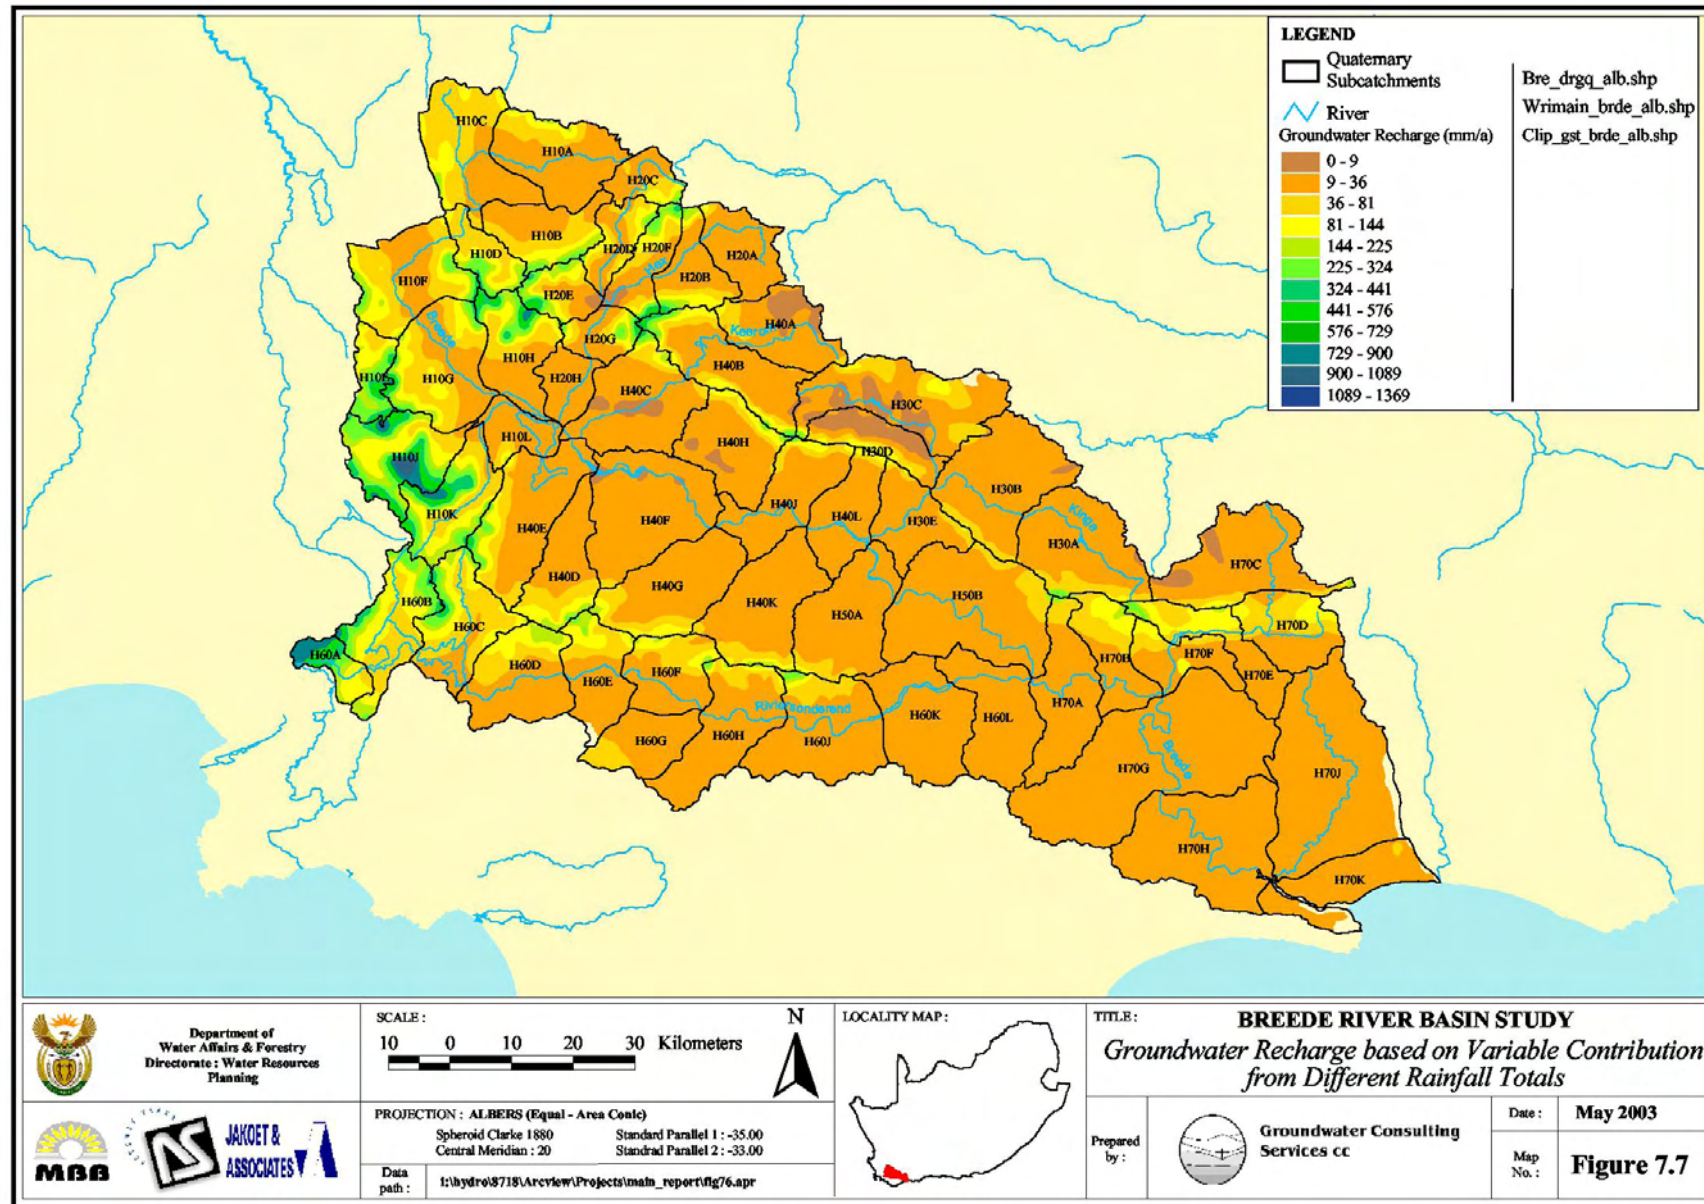 LEGEND
Quaternary
Subcatchments
River
Groundwater Recharge (mm/a)
0 - 9
9 - 36
36 - 81
81 - 144
144 - 225
225 - 324
324 - 441
441 - 576
576 - 729
729 - 900
900 - 1089
1089 - 1369
Bre_drgq_alb.shp
Wrimain_brde_alb.shp
Clip_gst_brde_alb.shp
H10C
H10A
H20C
H10B
H10D
H20D
H20F
H20A
H10F
Hex
H20B
H20E
H40A
Breede
Keerom
H20G
H10H
H40B
H10G
H20H
H40C
H30C
H10L
H40H
H30D
H10J
H30B
H40J
H10K
H40E
H40F
H40L
H30E
Kinga
H30A
H70C
H40D
H40G
H60B
H40K
H50A
H50B
H60C
H70D
H60A
H60D
H60F
H70B
H70F
H60E
H70E
H70A
Riviersonderend
H60K
H60L
H60G
H60H
H60J
Breede
H70G
H70J
H70H
H70K
Department of
Water Affairs & Forestry
Directorate : Water Resources
Planning
MBB
JAKOET &
ASSOCIATES
SCALE :
10 0 10 20 30 Kilometers
N
PROJECTION : ALBERS (Equal - Area Conic)
Spheroid Clarke 1880 Standard Parallel 1 : -35.00
Central Meridian : 20 Standrad Parallel 2 : -33.00
Data
path :
i:\hydro\8718\Arcview\Projects\main_report\fig76.apr
LOCALITY MAP :
TITLE :
BREEDE RIVER BASIN STUDY
Groundwater Recharge based on Variable Contribution
from Different Rainfall Totals
Prepared
by :
Groundwater Consulting
Services cc
Date :
May 2003
Map
No. :
Figure 7.7